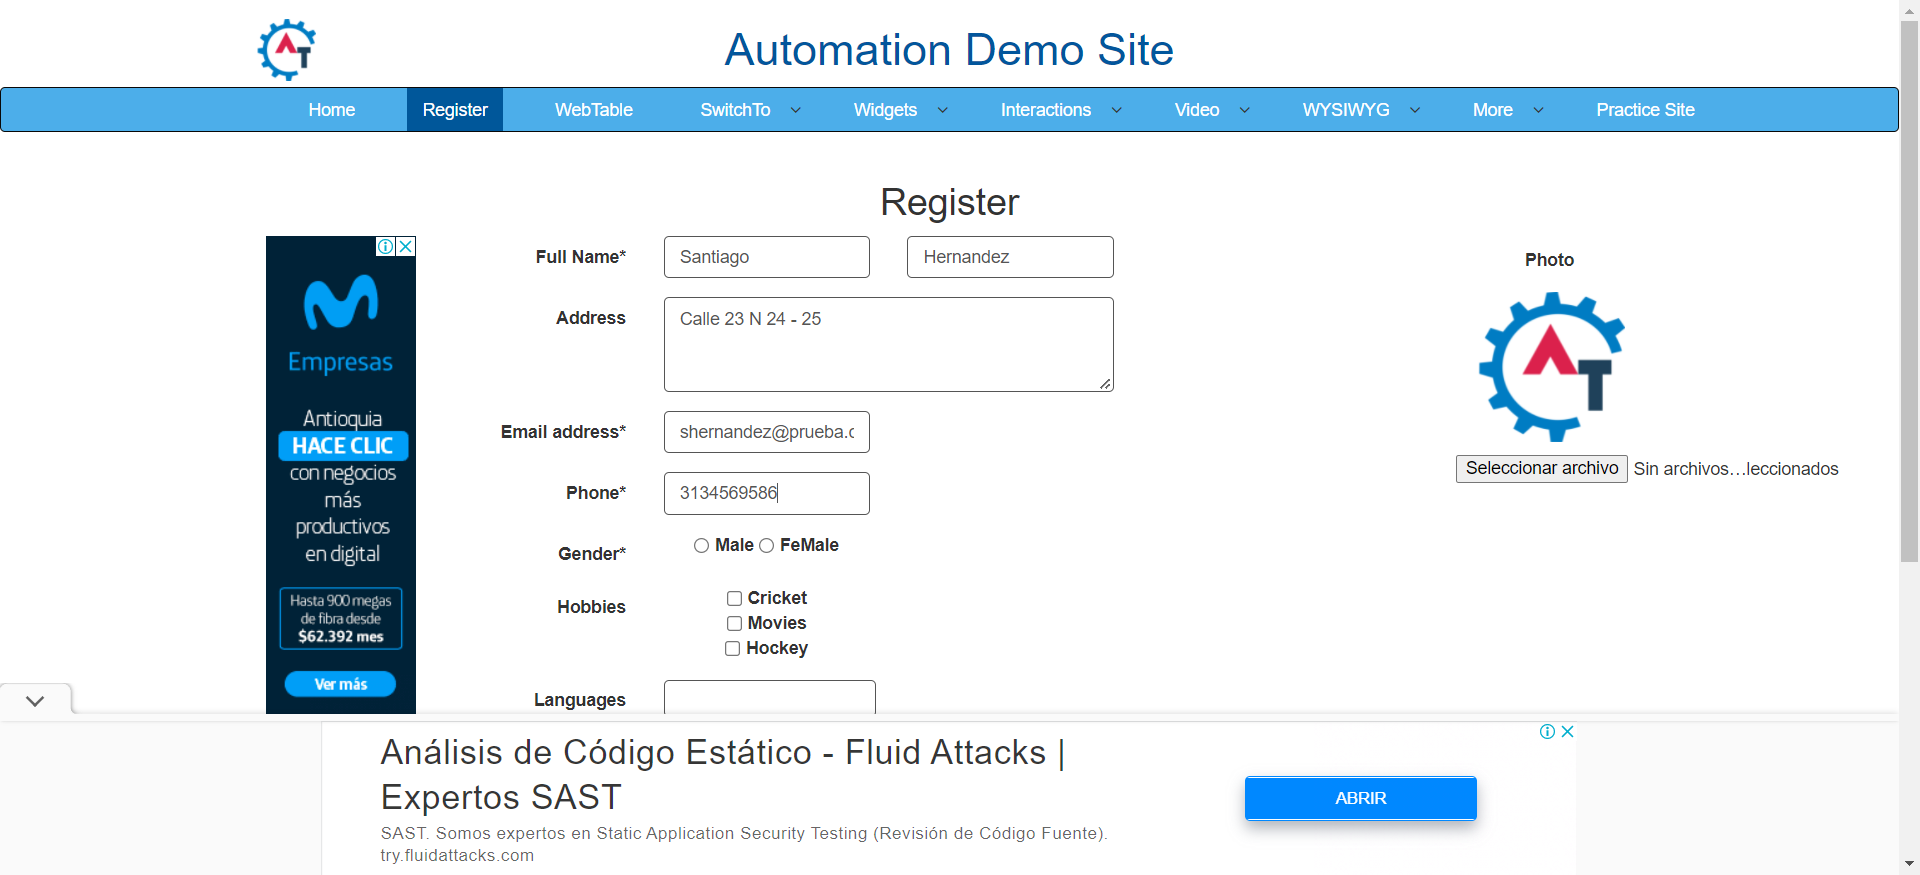 AT
Automation Demo Site
Home Register WebTable SwitchTo Widgets Interactions Video WYSIWYG More Practice Site
Register
Full Name* Santiago Hernandez
Address Calle 23 N 24 - 25
Email address* shernandez@prueba.c
Phone* 3134569586
Gender* Male FeMale
Hobbies Cricket
Movies
Hockey
Languages
Photo
AT
Seleccionar archivo Sin archivos...leccionados
Empresas
Antioquia
HACE CLIC
con negocios
más
productivos
en digital
Hasta 900 megas
de fibra desde
$62.392 mes
Ver más
Análisis de Código Estático - Fluid Attacks |
Expertos SAST
SAST. Somos expertos en Static Application Security Testing (Revisión de Código Fuente).
try.fluidattacks.com
ABRIR